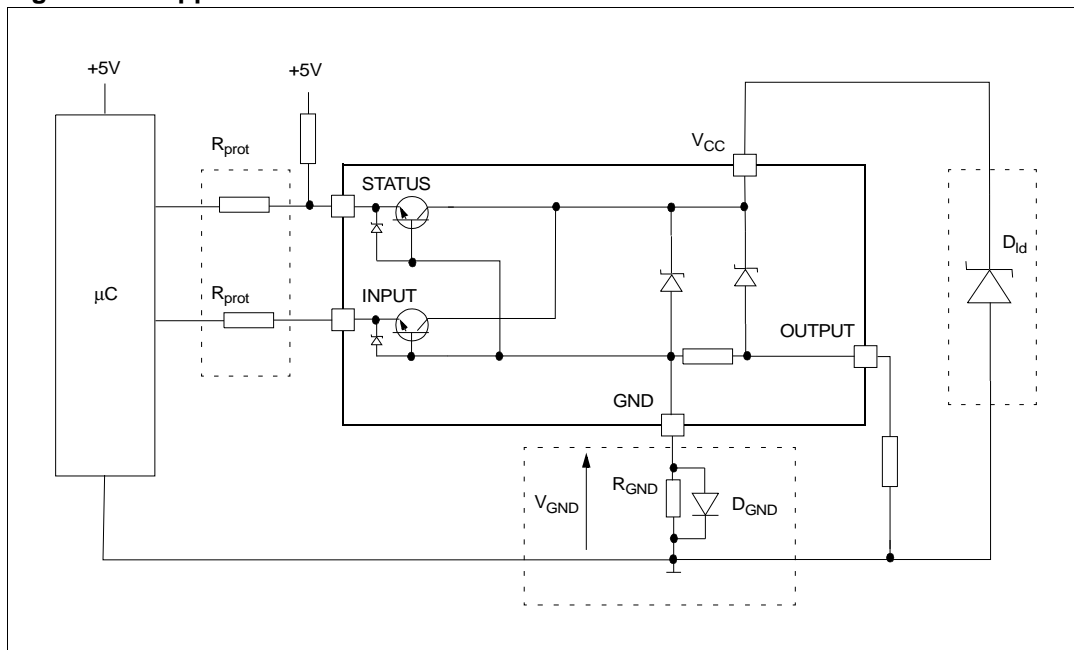 +5V
+5V
R_prot
V_CC
STATUS
D_ld
μC
R_prot
INPUT
OUTPUT
GND
R_GND
V_GND
D_GND